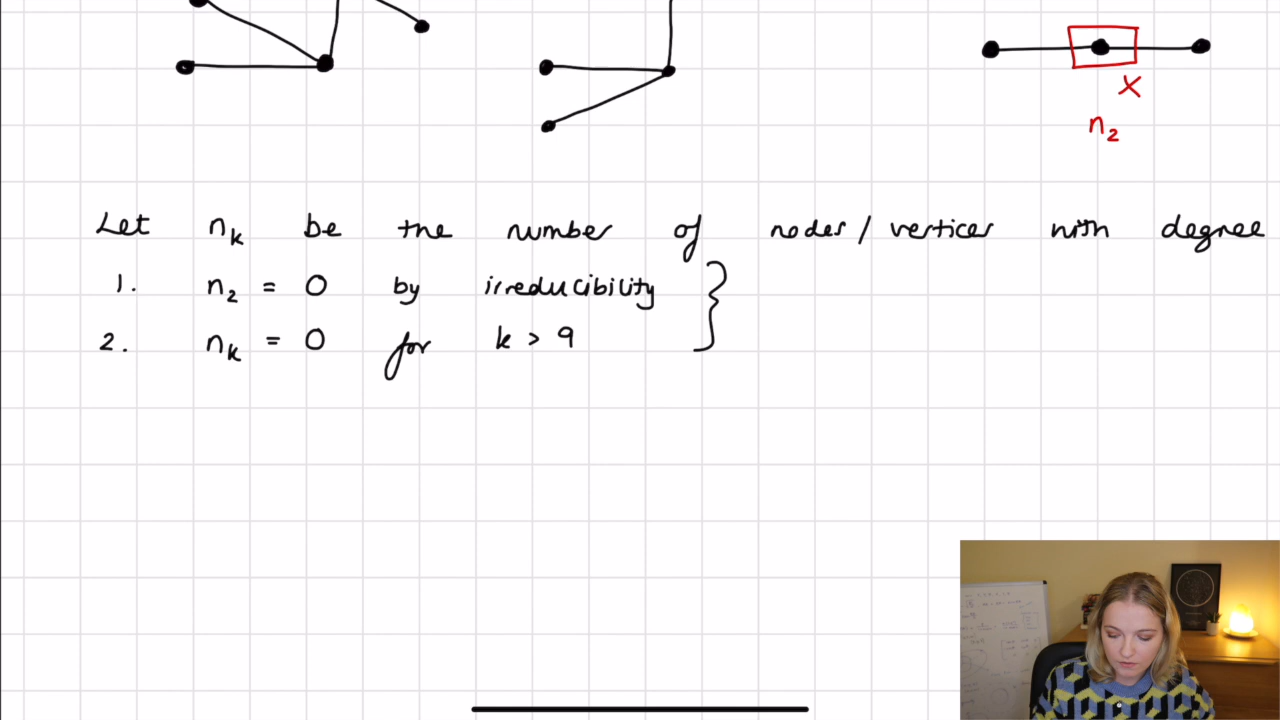 X
n₂
Let nₖ be the number of nodes / vertices with degree
1. n₂ = 0 by irreducibility
2. nₖ = 0 for k > 9